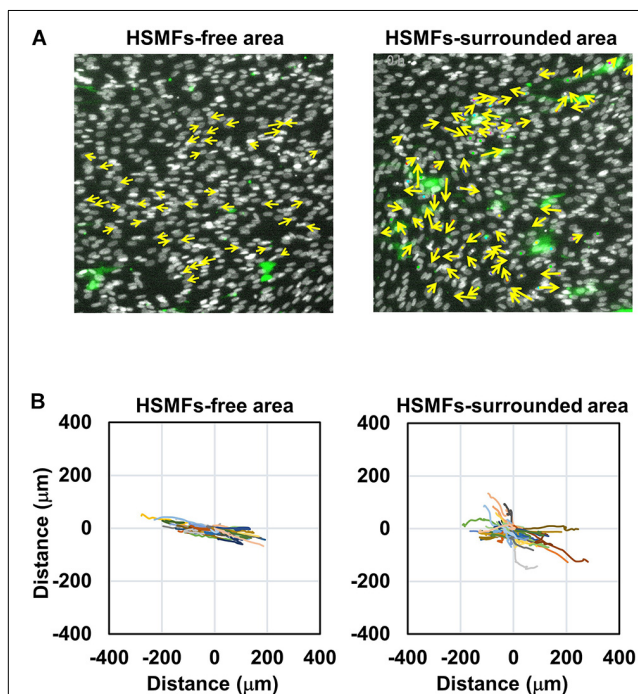 A
HSMFs-free area
HSMFs-surrounded area
B
HSMFs-free area
HSMFs-surrounded area
Distance (μm)
400
200
0
-200
-400
400
200
0
-200
-400
-400 -200 0 200 400
-400 -200 0 200 400
Distance (μm)
Distance (μm)